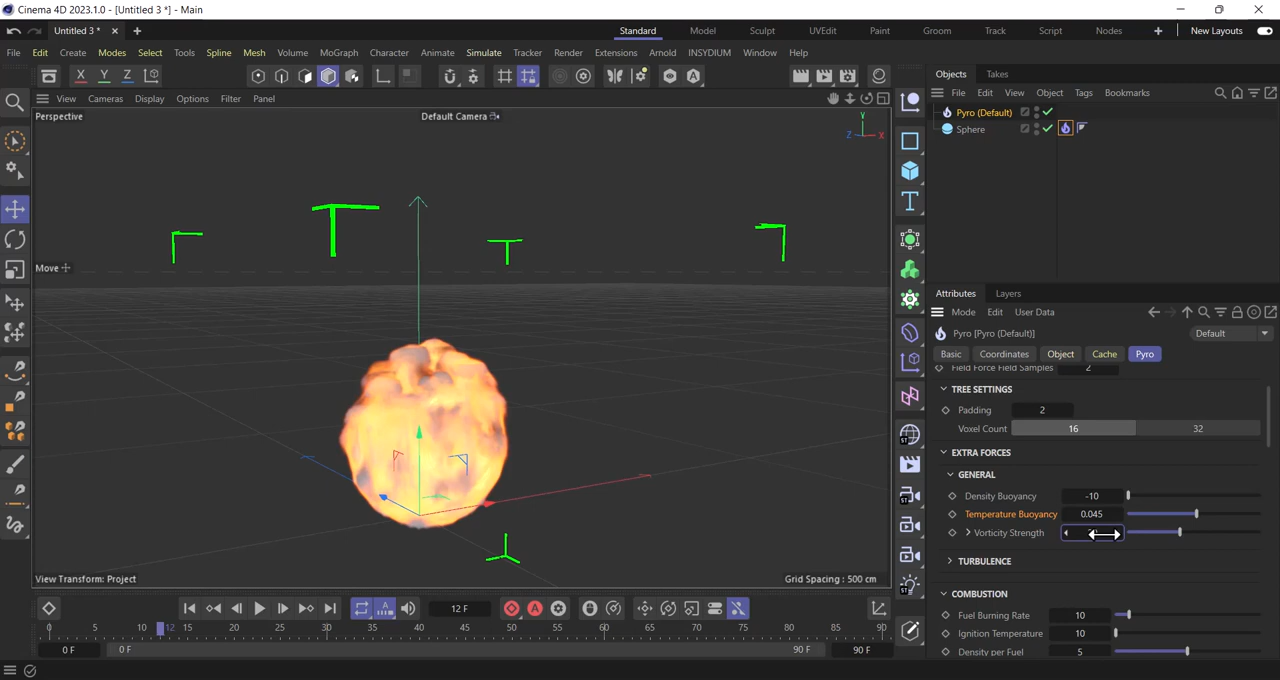 Cinema 4D 2023.1.0 - [Untitled 3 *] - Main
Untitled 3 * × + Standard Model Sculpt UVEdit Paint Groom Track Script Nodes + New Layouts
File Edit Create Modes Select Tools Spline Mesh Volume MoGraph Character Animate Simulate Tracker Render Extensions Arnold INSYDIUM Window Help
X Y Z
Objects Takes
View Cameras Display Options Filter Panel
File Edit View Object Tags Bookmarks
Perspective
Default Camera
Pyro (Default)
Sphere
Y
Z X
Move
Attributes Layers
Mode Edit User Data
Pyro [Pyro (Default)]
Default
Basic Coordinates Object Cache Pyro
Field Force Field Samples 2
TREE SETTINGS
Padding 2
Voxel Count 16 32
EXTRA FORCES
GENERAL
Density Buoyancy -10
Temperature Buoyancy 0.045
Vorticity Strength
TURBULENCE
COMBUSTION
Fuel Burning Rate 10
Ignition Temperature 10
Density per Fuel 5
View Transform: Project
Grid Spacing : 500 cm
12 F
0 5 10 12 15 20 25 30 35 40 45 50 55 60 65 70 75 80 85 90
0 F 0 F 90 F 90 F